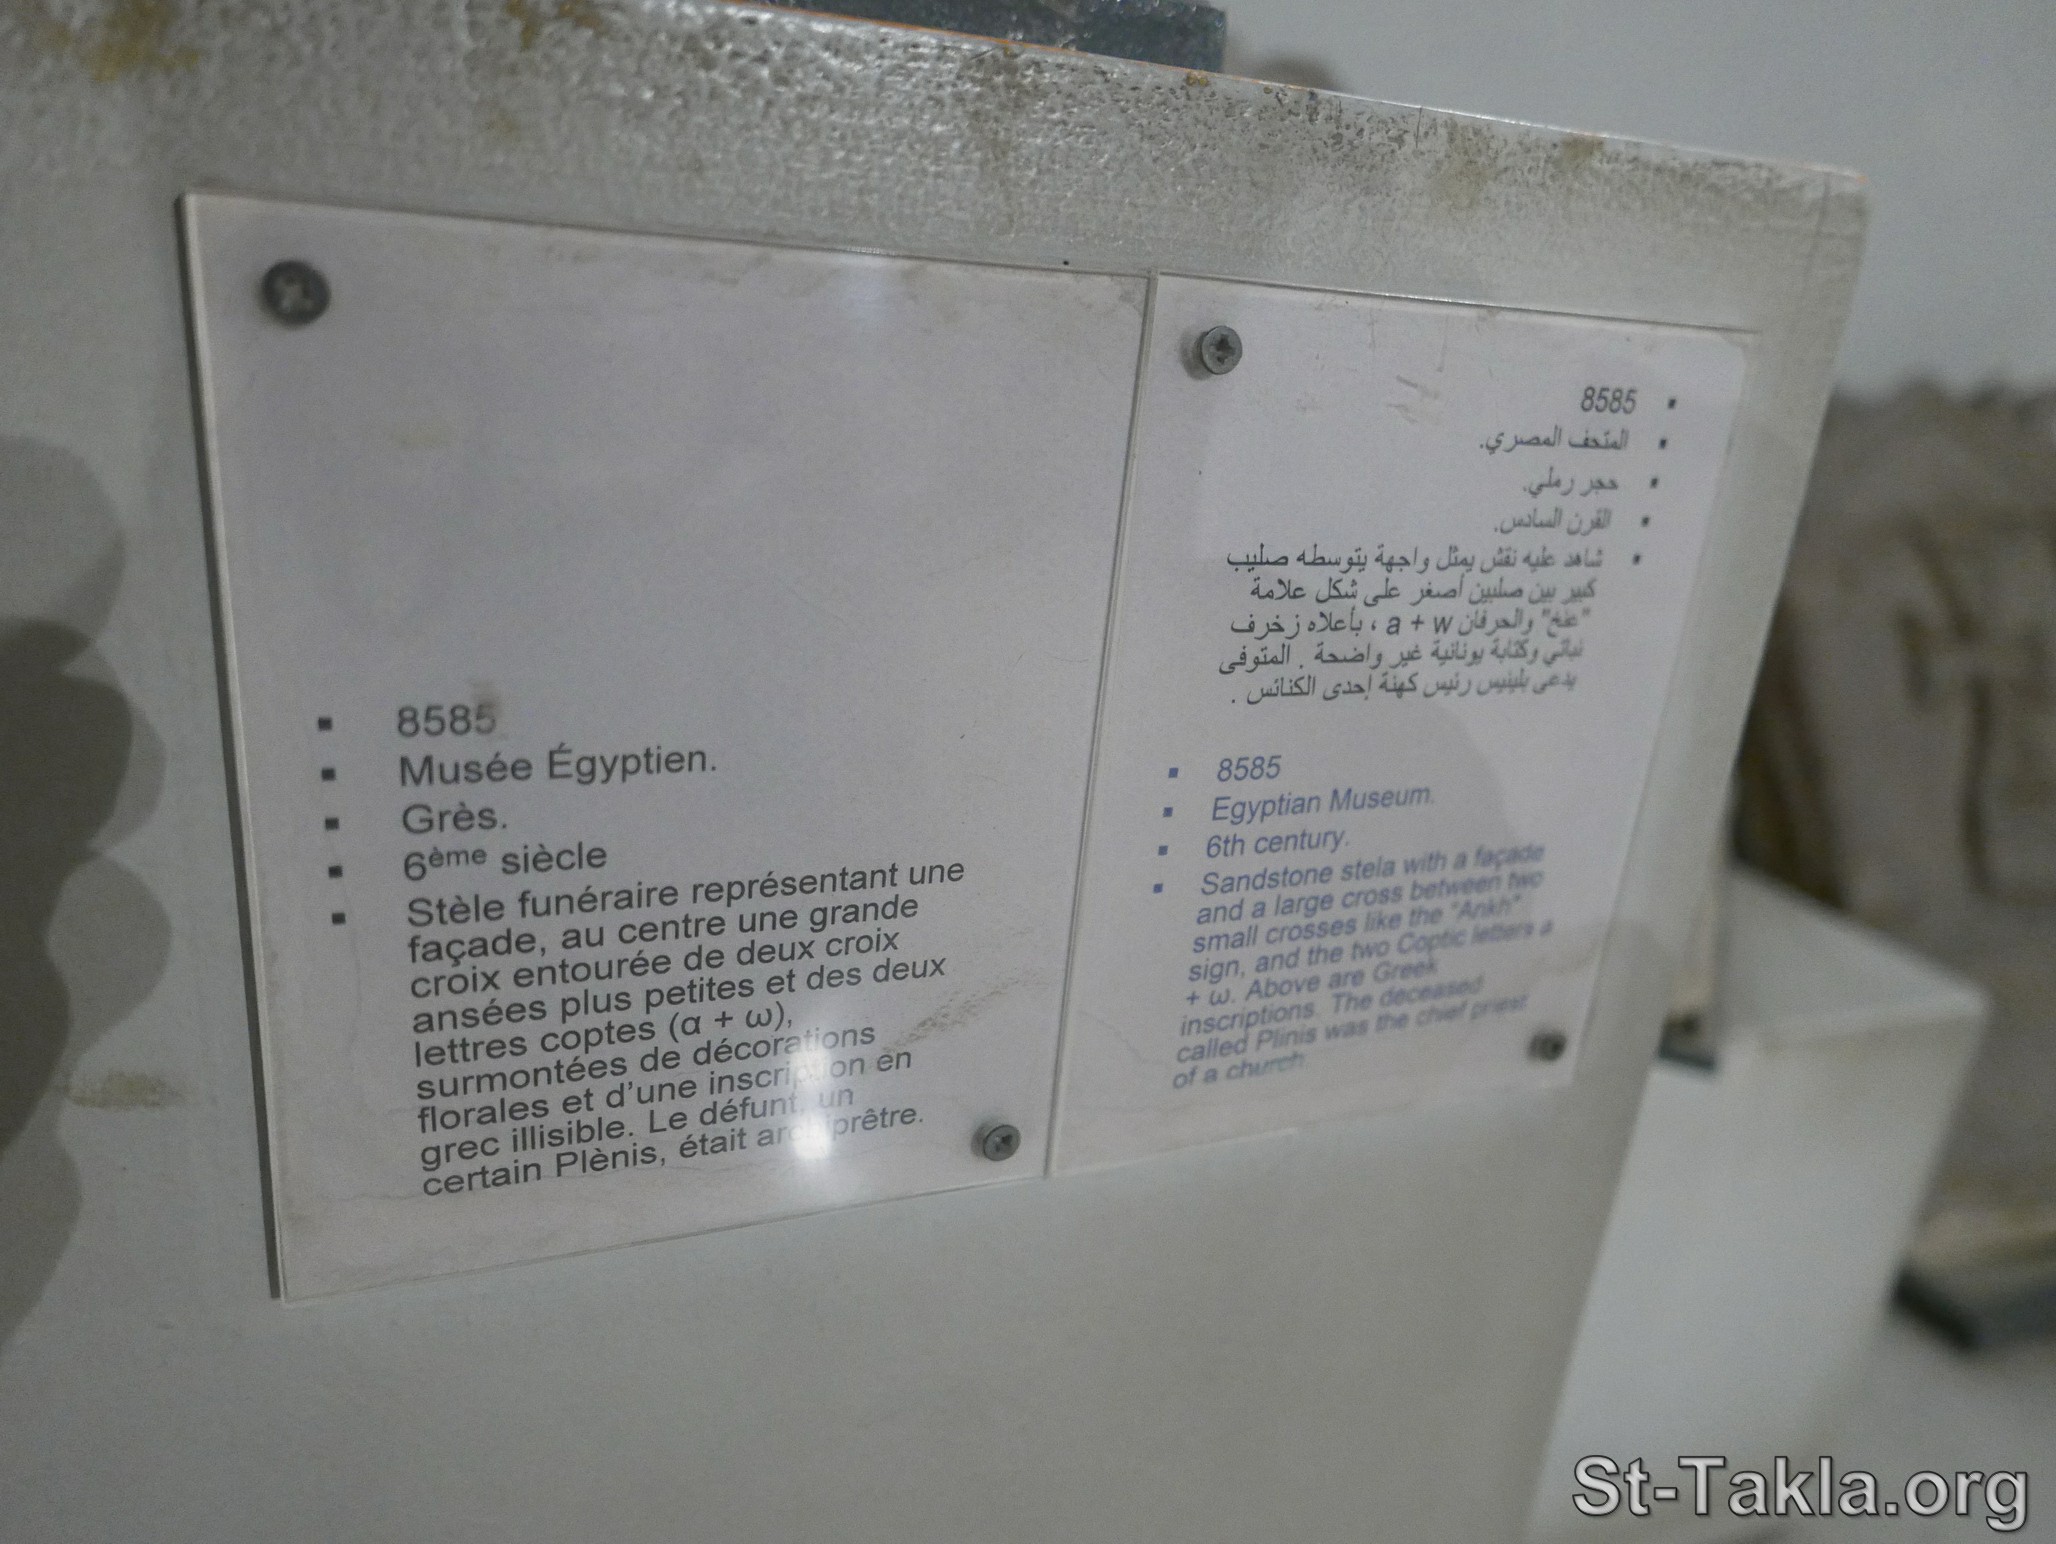 ▪ 8585
▪ Musée Égyptien.
▪ Grès.
▪ 6ème siècle
▪ Stèle funéraire représentant une
façade, au centre une grande
croix entourée de deux croix
ansées plus petites et des deux
lettres coptes (α + ω),
surmontées de décorations
florales et d'une inscription en
grec illisible. Le défunt, un
certain Plènis, était archiprêtre.
▪ 8585
▪ المتحف المصري.
▪ حجر رملي.
▪ القرن السادس.
▪ شاهد عليه نقش يمثل واجهة يتوسطه صليب
كبير بين صلبين أصغر على شكل علامة
"عنخ" والحرفان a + w ، بأعلاه زخرف
نباتي وكتابة يونانية غير واضحة . المتوفى
يدعى بلينيس رئيس كهنة إحدى الكنائس .
▪ 8585
▪ Egyptian Museum.
▪ 6th century.
▪ Sandstone stela with a façade
and a large cross between two
small crosses like the "Ankh"
sign, and the two Coptic letters a
+ ω. Above are Greek
inscriptions. The deceased
called Plinis was the chief priest
of a church.
St-Takla.org